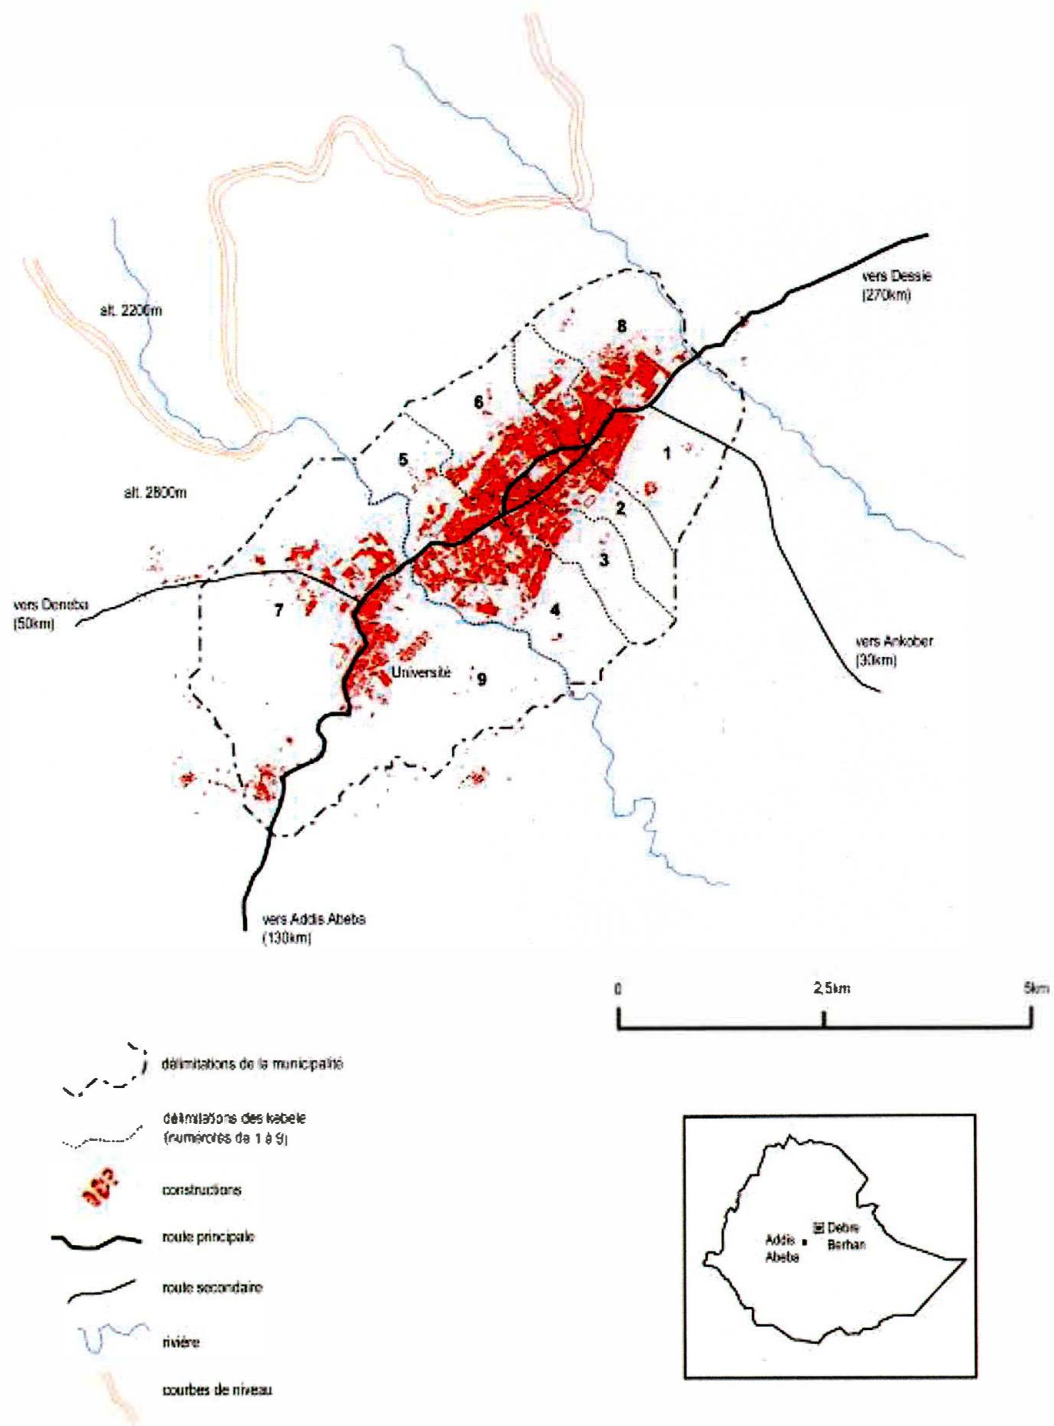 vers Dessie
(270km)
alt. 2200m
8
6
5
1
alt. 2800m
2
3
vers Deneba
(50km)
7
4
vers Ankober
(30km)
Université
9
vers Addis Abeba
(130km)
0
2,5km
5km
délimitations de la municipalité
délimitations des kebele
(numérotés de 1 à 9)
constructions
route principale
route secondaire
rivière
courbes de niveau
Debre
Berhan
Addis
Abeba